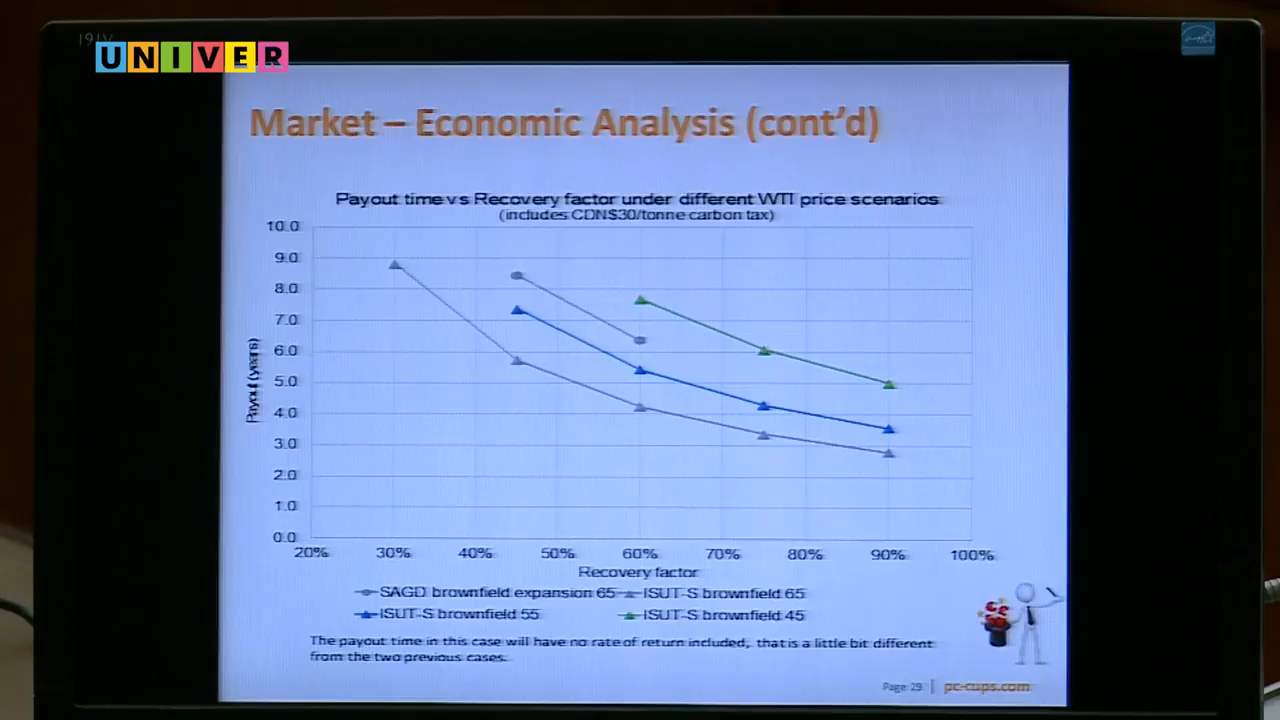 191V
UNIVER
Market – Economic Analysis (cont'd)
Payout time vs Recovery factor under different WTI price scenarios
(includes CDN$30/tonne carbon tax)
10.0
9.0
8.0
7.0
6.0
5.0
4.0
3.0
2.0
1.0
0.0
Payout (years)
20% 30% 40% 50% 60% 70% 80% 90% 100%
Recovery factor
SAGD brownfield expansion 65 ISUT-S brownfield 65
ISUT-S brownfield 55 ISUT-S brownfield 45
The payout time in this case will have no rate of return included, that is a little bit different
from the two previous cases.
Page 29 | pc-cups.com